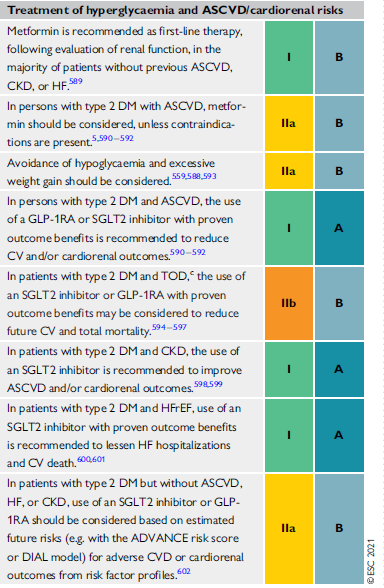 Treatment of hyperglycaemia and ASCVD/cardiorenal risks
Metformin is recommended as first-line therapy,
following evaluation of renal function, in the
majority of patients without previous ASCVD,
CKD, or HF.589
I
B
In persons with type 2 DM with ASCVD, metfor-
min should be considered, unless contraindica-
tions are present.5,590–592
IIa
B
Avoidance of hypoglycaemia and excessive
weight gain should be considered.559,588,593
IIa
B
In persons with type 2 DM and ASCVD, the use
of a GLP-1RA or SGLT2 inhibitor with proven
outcome benefits is recommended to reduce
CV and/or cardiorenal outcomes.590–592
I
A
In patients with type 2 DM and TOD,c the use of
an SGLT2 inhibitor or GLP-1RA with proven
outcome benefits may be considered to reduce
future CV and total mortality.594–597
IIb
B
In patients with type 2 DM and CKD, the use of
an SGLT2 inhibitor is recommended to improve
ASCVD and/or cardiorenal outcomes.598,599
I
A
In patients with type 2 DM and HFrEF, use of an
SGLT2 inhibitor with proven outcome benefits
is recommended to lessen HF hospitalizations
and CV death.600,601
I
A
In patients with type 2 DM but without ASCVD,
HF, or CKD, use of an SGLT2 inhibitor or GLP-
1RA should be considered based on estimated
future risks (e.g. with the ADVANCE risk score
or DIAL model) for adverse CVD or cardiorenal
outcomes from risk factor profiles.602
IIa
B
© ESC 2021